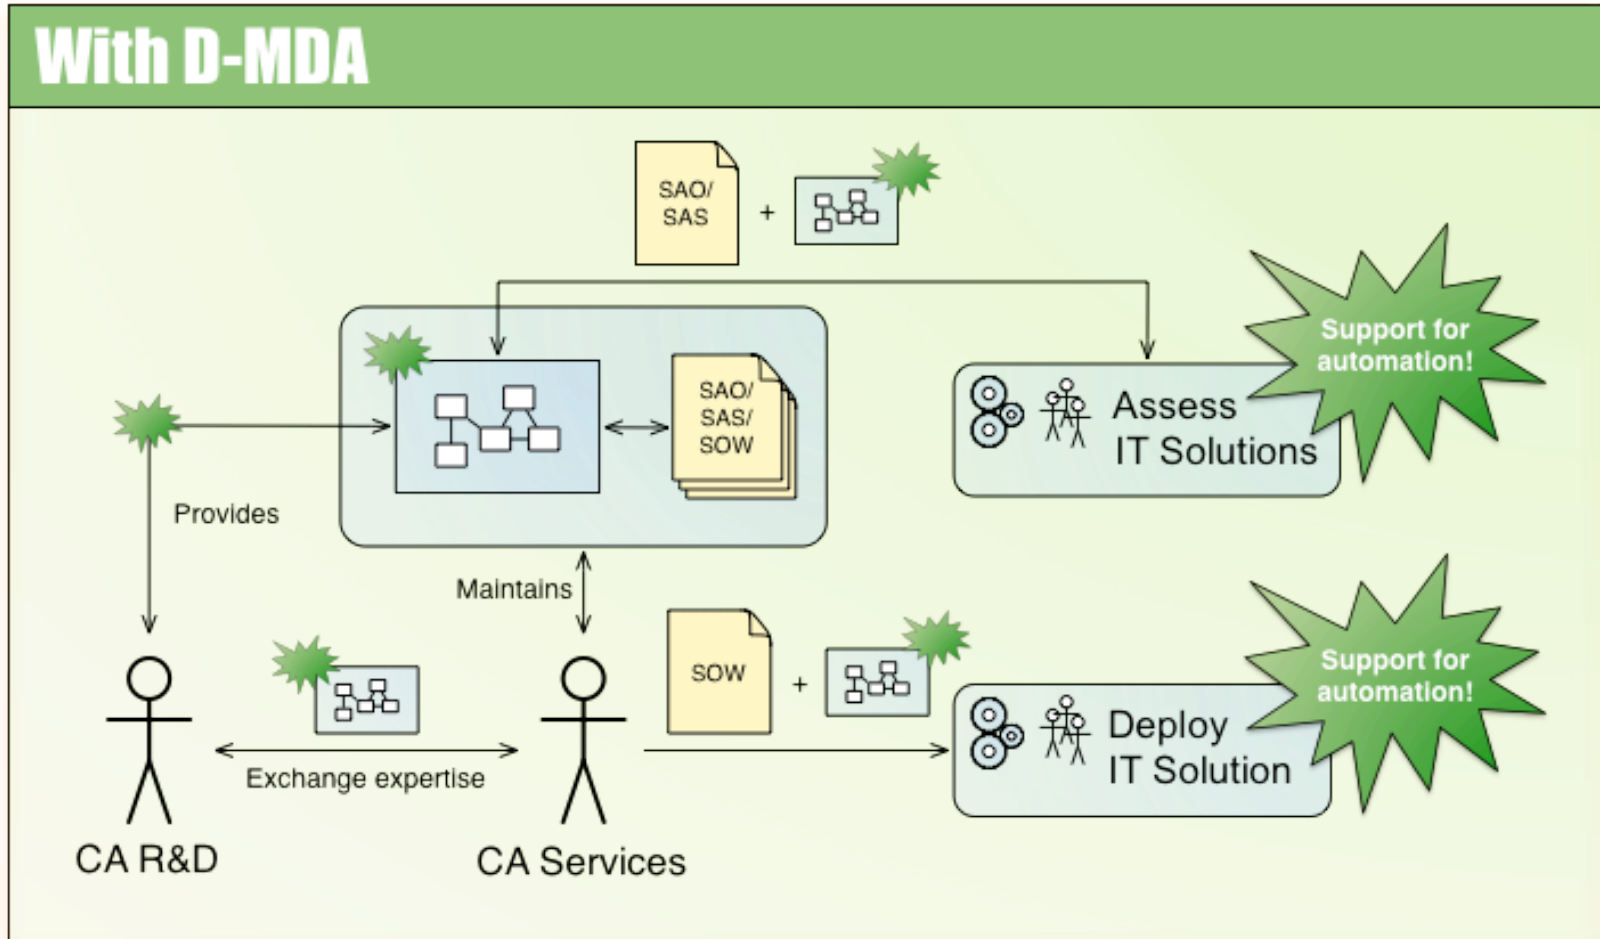 With D-MDA
SAO/
SAS
+
Support for
automation!
SAO/
SAS/
SOW
Assess
IT Solutions
Provides
Maintains
SOW
+
Support for
automation!
Deploy
IT Solution
Exchange expertise
CA R&D
CA Services